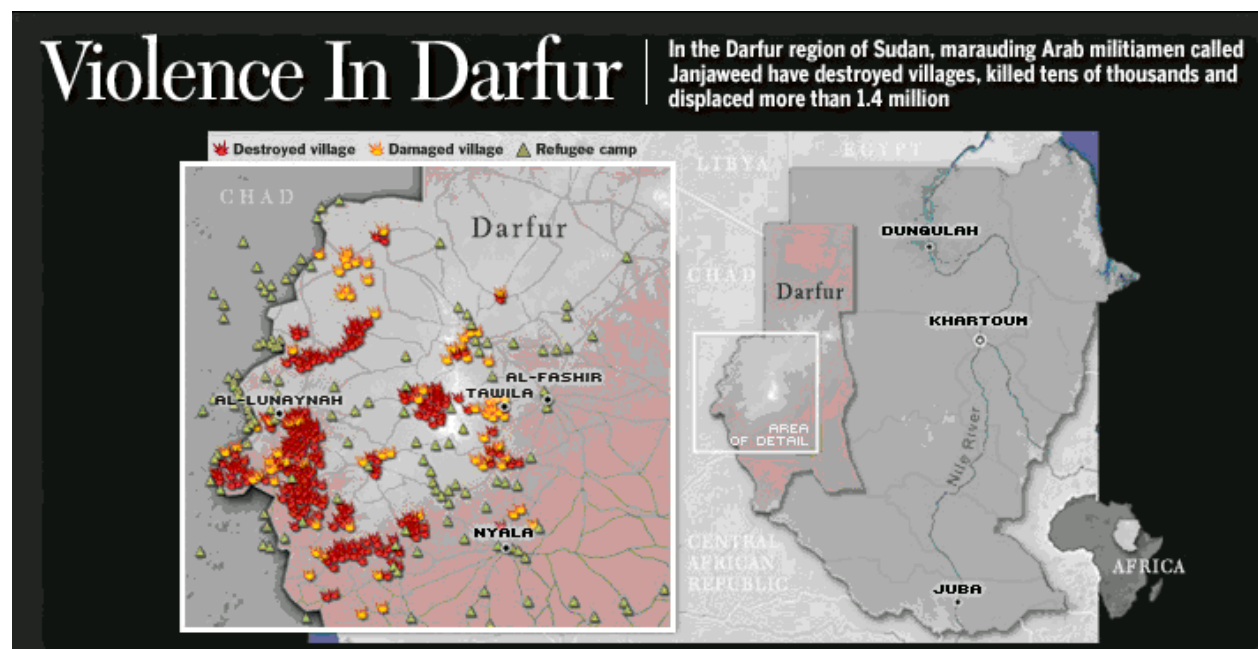 Violence In Darfur
In the Darfur region of Sudan, marauding Arab militiamen called
Janjaweed have destroyed villages, killed tens of thousands and
displaced more than 1.4 million
Destroyed village
Damaged village
Refugee camp
CHAD
Darfur
AL-FASHIR
TAWILA
AL-LUNAYNAH
NYALA
LIBYA
EGYPT
DUNQULAH
CHAD
Darfur
KHARTOUM
AREA
OF DETAIL
Nile River
CENTRAL
AFRICAN
REPUBLIC
JUBA
AFRICA